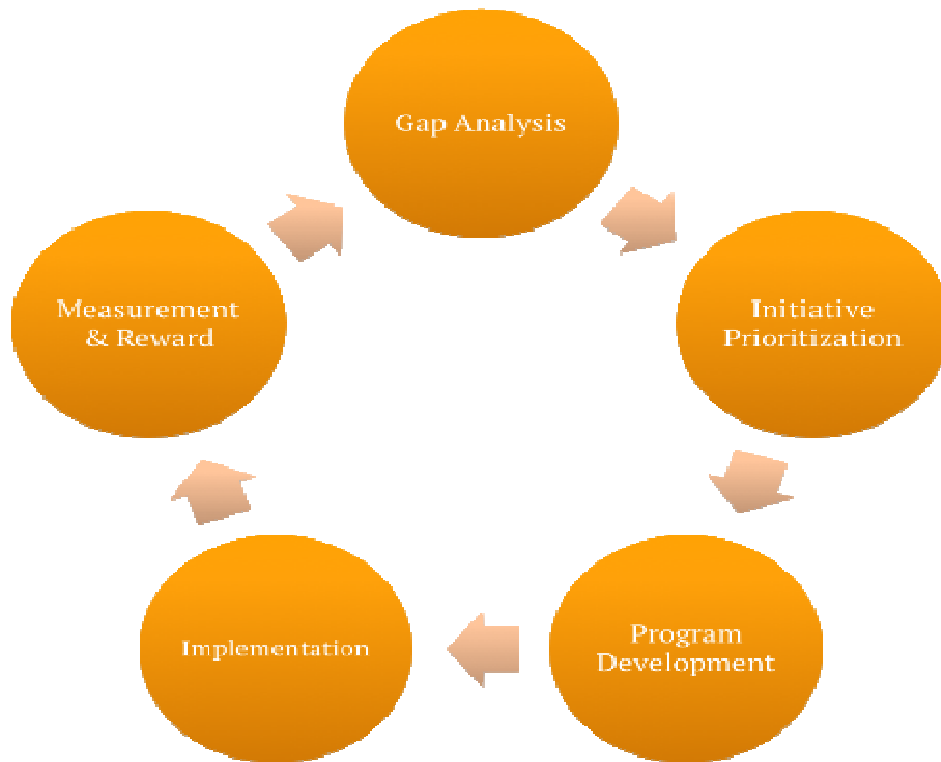 Gap Analysis
Initiative
Prioritization
Program
Development
Implementation
Measurement
& Reward